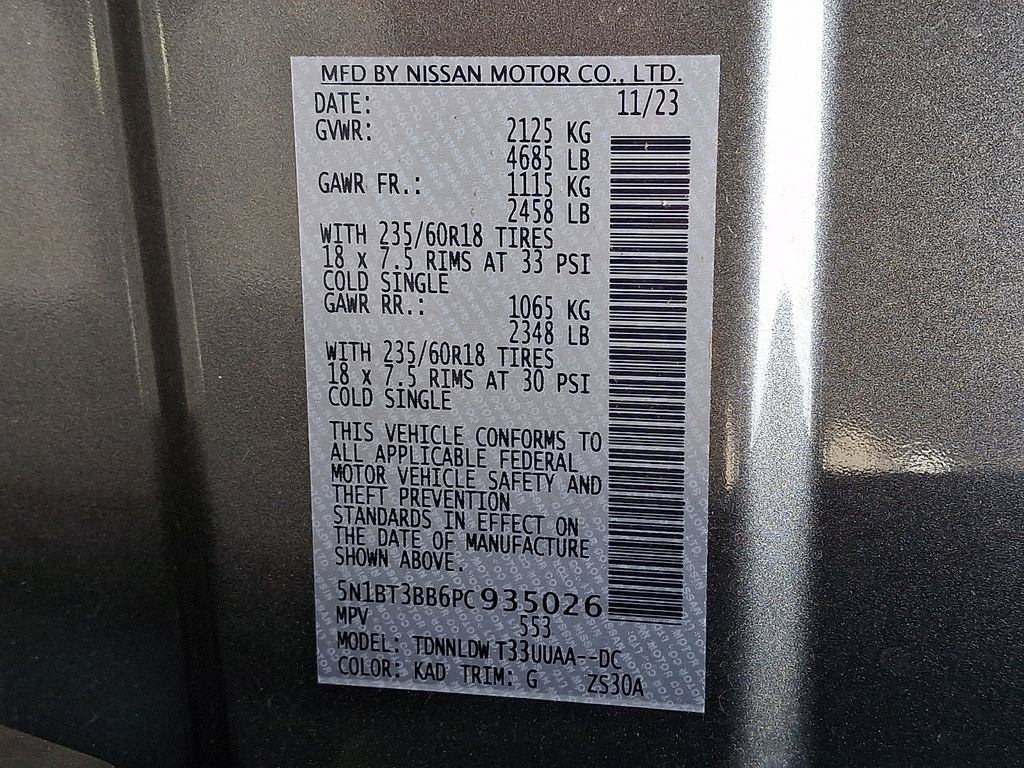 MFD BY NISSAN MOTOR CO., LTD.
DATE: 11/23
GVWR: 2125 KG
4685 LB
GAWR FR.: 1115 KG
2458 LB
WITH 235/60R18 TIRES
18 x 7.5 RIMS AT 33 PSI
COLD SINGLE
GAWR RR.: 1065 KG
2348 LB
WITH 235/60R18 TIRES
18 x 7.5 RIMS AT 30 PSI
COLD SINGLE
THIS VEHICLE CONFORMS TO
ALL APPLICABLE FEDERAL
MOTOR VEHICLE SAFETY AND
THEFT PREVENTION
STANDARDS IN EFFECT ON
THE DATE OF MANUFACTURE
SHOWN ABOVE.
5N1BT3BB6PC935026
MPV 553
MODEL: TDNNLDW T33UUAA--DC
COLOR: KAD TRIM: G ZS30A